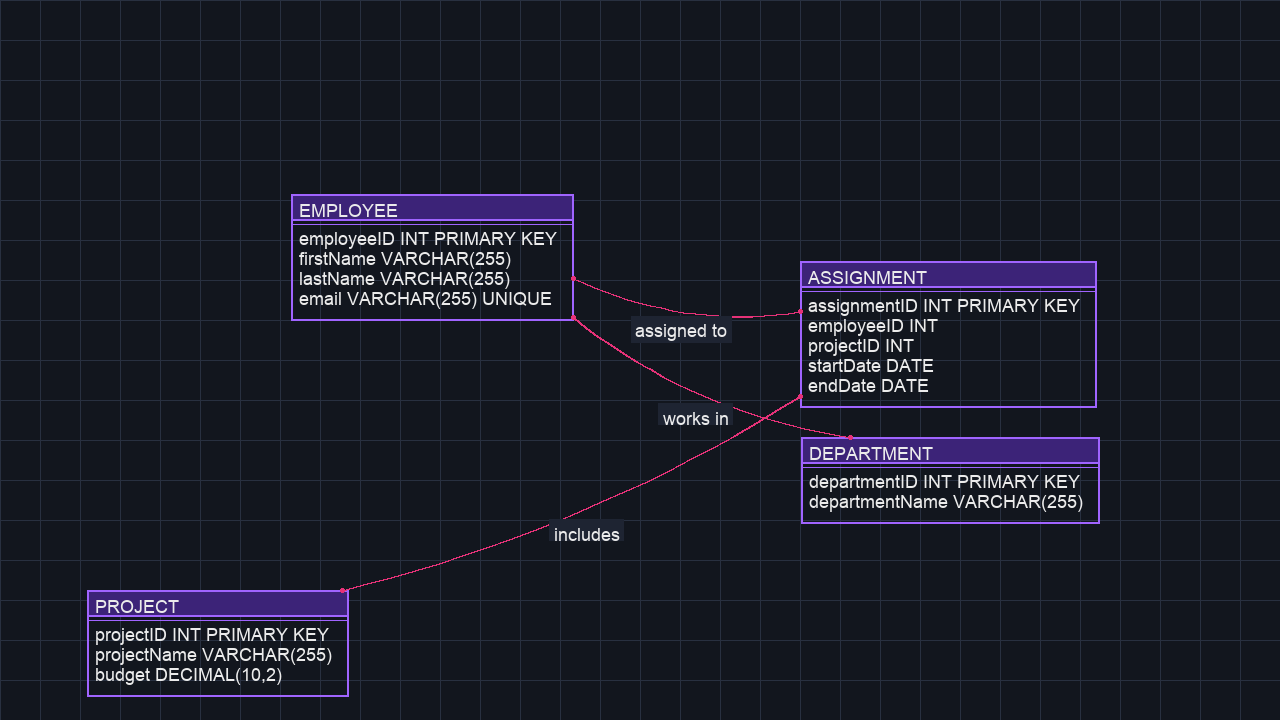 EMPLOYEE
employeeID INT PRIMARY KEY
firstName VARCHAR(255)
lastName VARCHAR(255)
email VARCHAR(255) UNIQUE
ASSIGNMENT
assignmentID INT PRIMARY KEY
employeeID INT
projectID INT
startDate DATE
endDate DATE
assigned to
works in
DEPARTMENT
departmentID INT PRIMARY KEY
departmentName VARCHAR(255)
includes
PROJECT
projectID INT PRIMARY KEY
projectName VARCHAR(255)
budget DECIMAL(10,2)